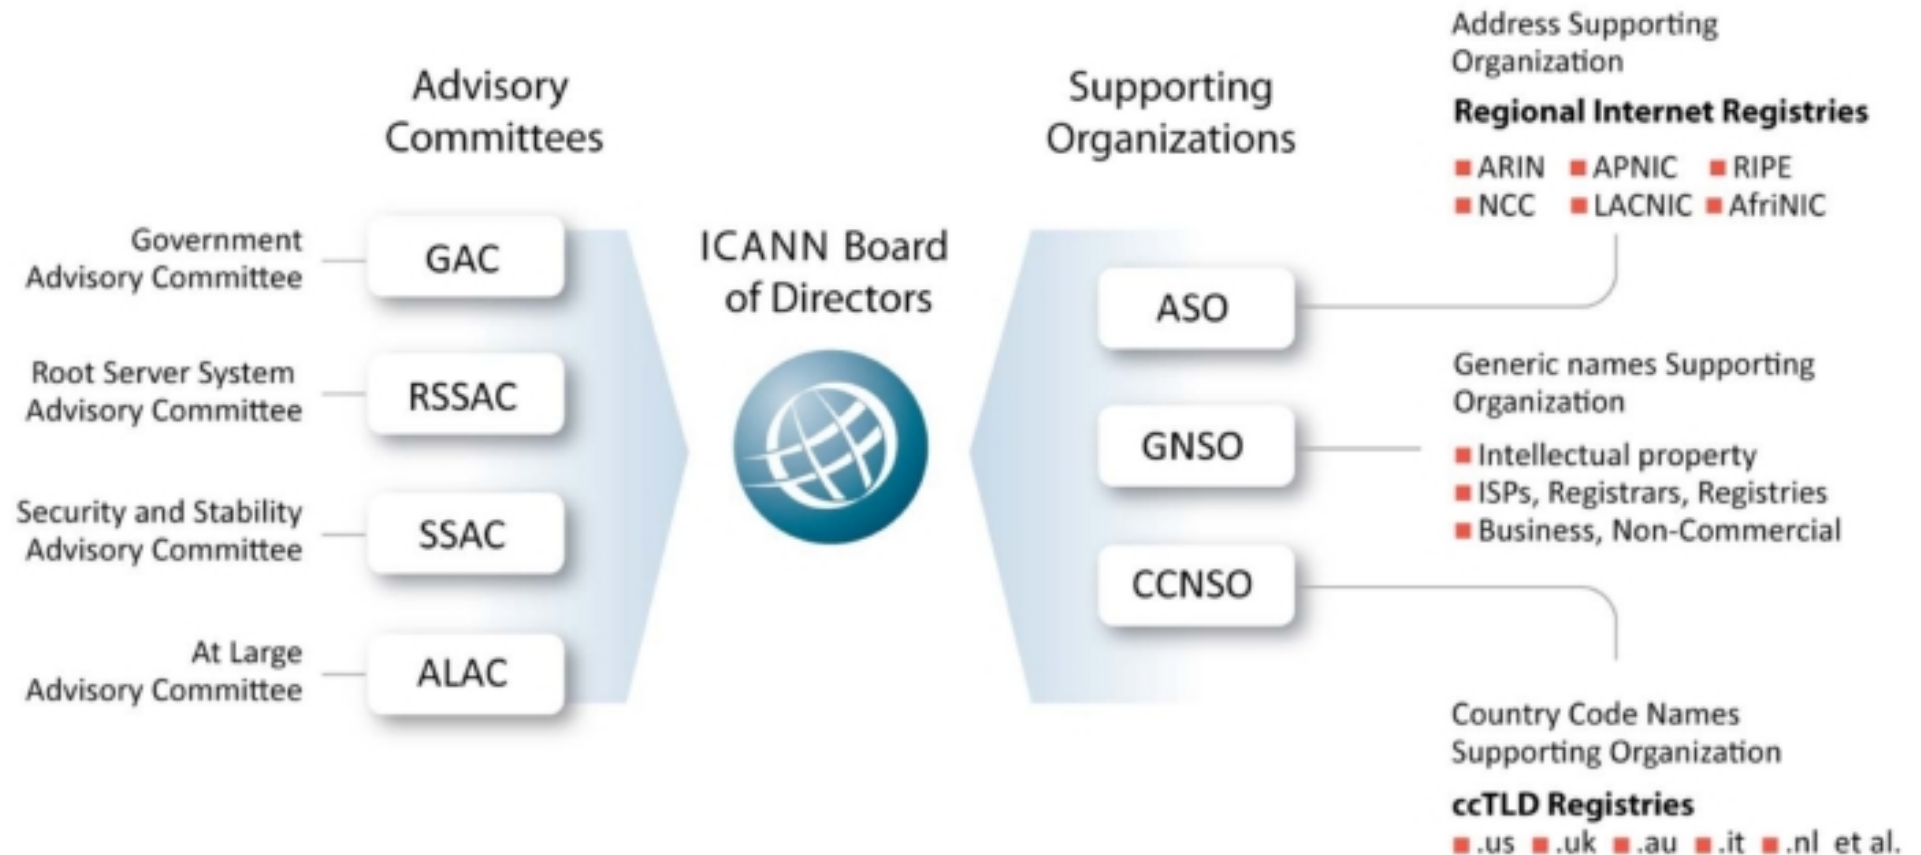 Advisory
Committees
Government
Advisory Committee
GAC
Root Server System
Advisory Committee
RSSAC
Security and Stability
Advisory Committee
SSAC
At Large
Advisory Committee
ALAC
ICANN Board
of Directors
Supporting
Organizations
ASO
GNSO
CCNSO
Address Supporting
Organization
Regional Internet Registries
ARIN APNIC RIPE
NCC LACNIC AfriNIC
Generic names Supporting
Organization
Intellectual property
ISPs, Registrars, Registries
Business, Non-Commercial
Country Code Names
Supporting Organization
ccTLD Registries
.us .uk .au .it .nl et al.